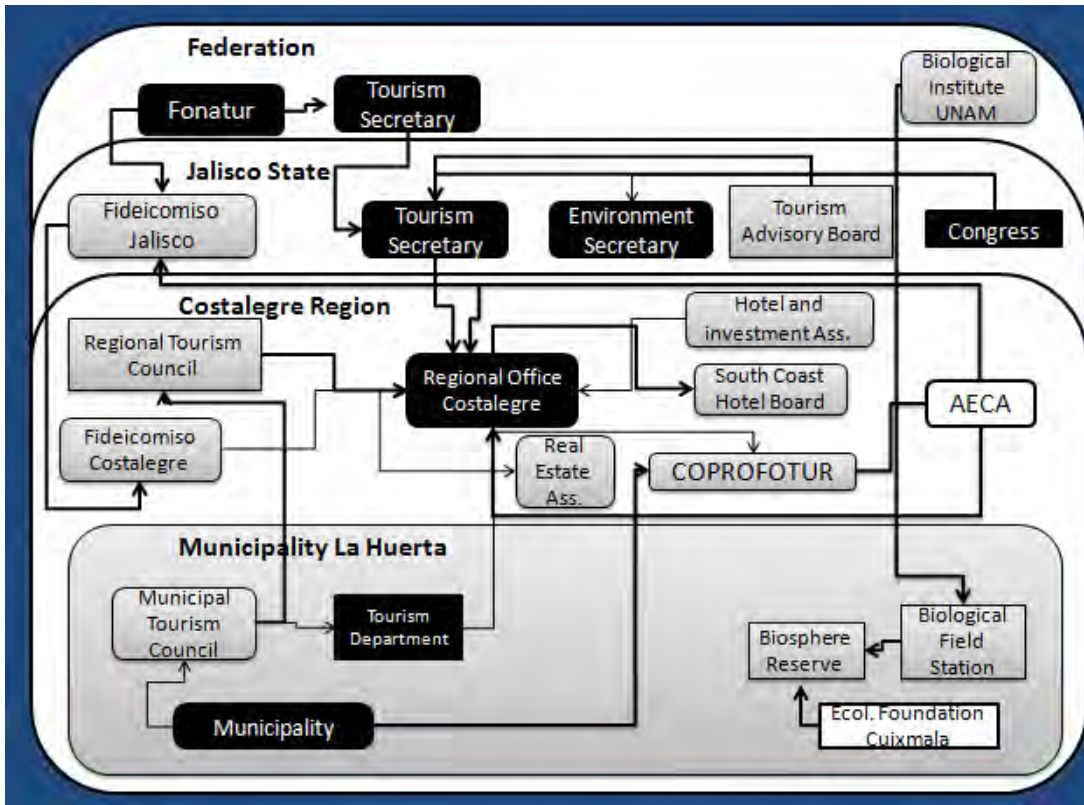 Federation
Biological
Institute
UNAM
Fonatur
Tourism
Secretary
Jalisco State
Fideicomiso
Jalisco
Tourism
Secretary
Environment
Secretary
Tourism
Advisory Board
Congress
Costalegre Region
Regional Tourism
Council
Regional Office
Costalegre
Hotel and
investment Ass.
South Coast
Hotel Board
AECA
Fideicomiso
Costalegre
Real
Estate
Ass.
COPROFOTUR
Municipality La Huerta
Municipal
Tourism
Council
Tourism
Department
Biosphere
Reserve
Biological
Field
Station
Municipality
Ecol. Foundation
Cuixmala